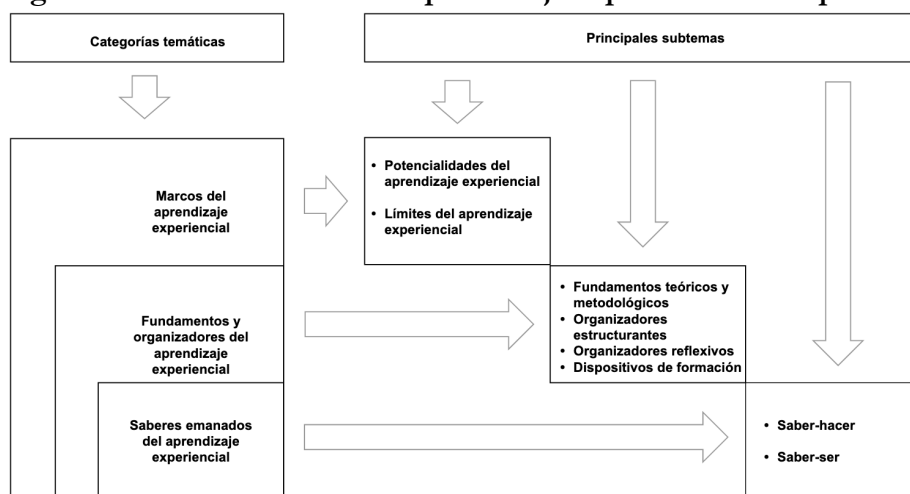 Categorías temáticas
Principales subtemas
Marcos del
aprendizaje
experiencial
• Potencialidades del
aprendizaje experiencial
• Límites del aprendizaje
experiencial
Fundamentos y
organizadores del
aprendizaje
experiencial
• Fundamentos teóricos y
metodológicos
• Organizadores
estructurantes
• Organizadores reflexivos
• Dispositivos de formación
Saberes emanados
del aprendizaje
experiencial
• Saber-hacer
• Saber-ser